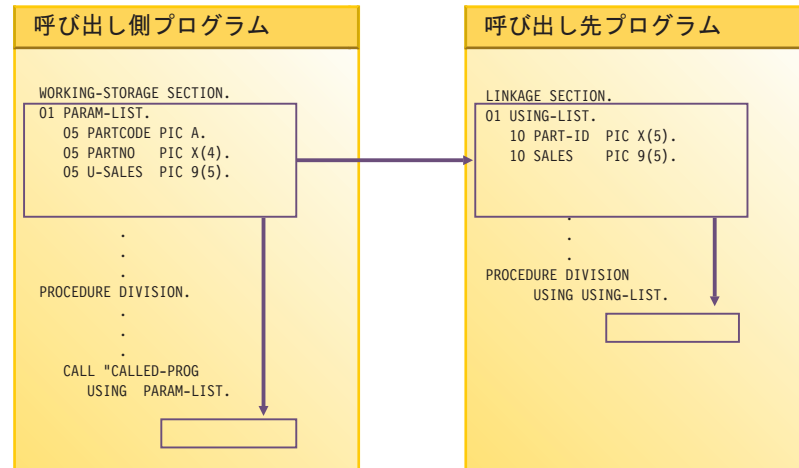 呼び出し側プログラム
WORKING-STORAGE SECTION.
01 PARAM-LIST.
05 PARTCODE PIC A.
05 PARTNO PIC X(4).
05 U-SALES PIC 9(5).
.
.
.
PROCEDURE DIVISION.
.
.
.
CALL "CALLED-PROG
USING PARAM-LIST.
呼び出し先プログラム
LINKAGE SECTION.
01 USING-LIST.
10 PART-ID PIC X(5).
10 SALES PIC 9(5).
.
.
.
PROCEDURE DIVISION
USING USING-LIST.